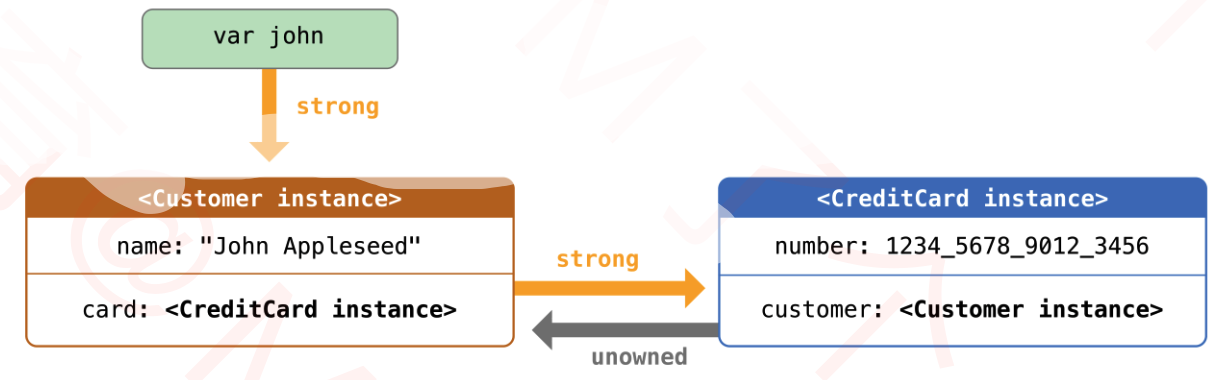 var john
strong
<Customer instance>
name: "John Appleseed"
card: <CreditCard instance>
strong
unowned
<CreditCard instance>
number: 1234_5678_9012_3456
customer: <Customer instance>